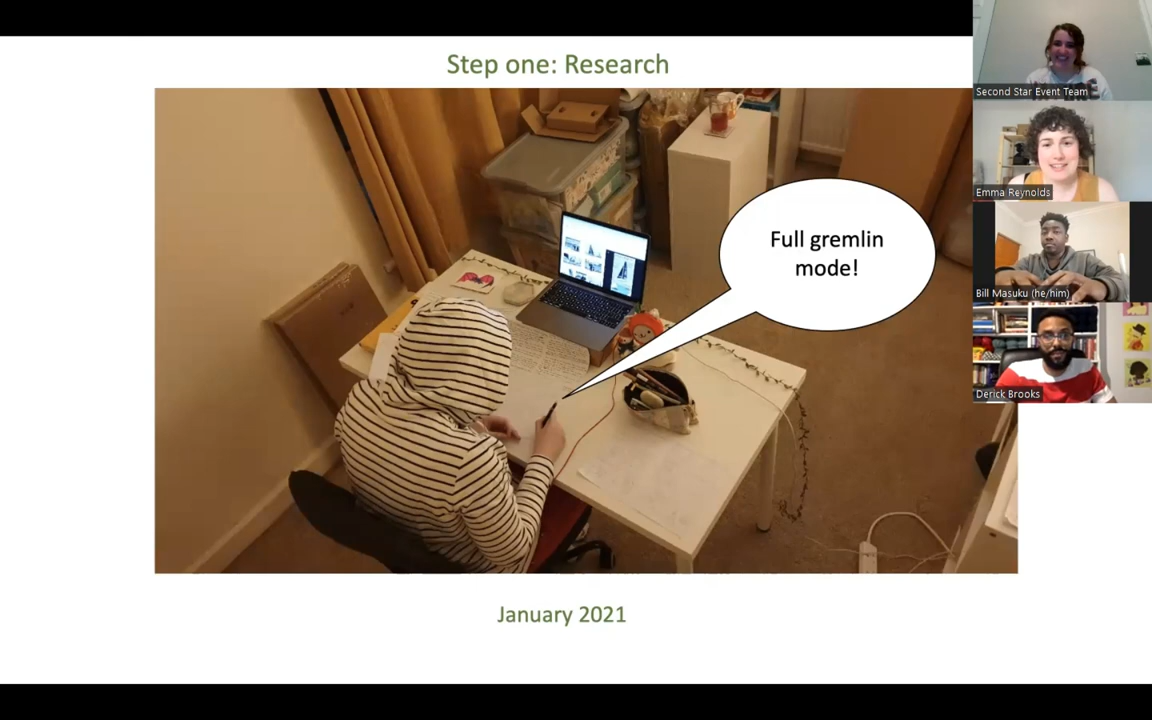 Step one: Research
Full gremlin
mode!
January 2021
Second Star Event Team
Emma Reynolds
Bill Masuku (he/him)
Derick Brooks